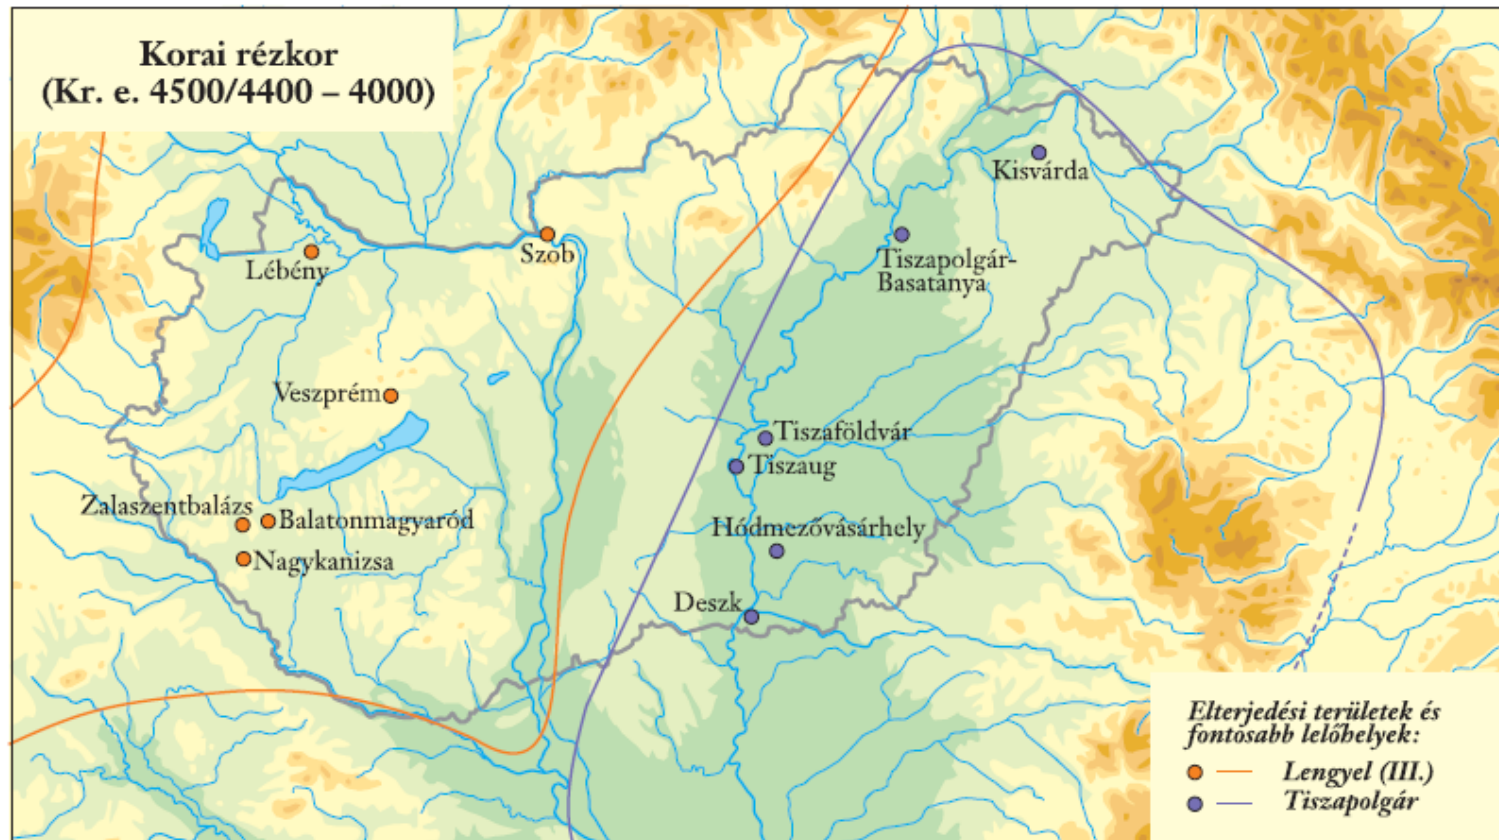 Korai rézkor
(Kr. e. 4500/4400 – 4000)
Kisvárda
Szob
Tiszapolgár-
Basatanya
Lébény
Veszprém
Tiszaföldvár
Tiszaug
Zalaszentbalázs
Balatonmagyaród
Hódmezővásárhely
Nagykanizsa
Deszk
Elterjedési területek és
fontosabb lelőhelyek:
Lengyel (III.)
Tiszapolgár